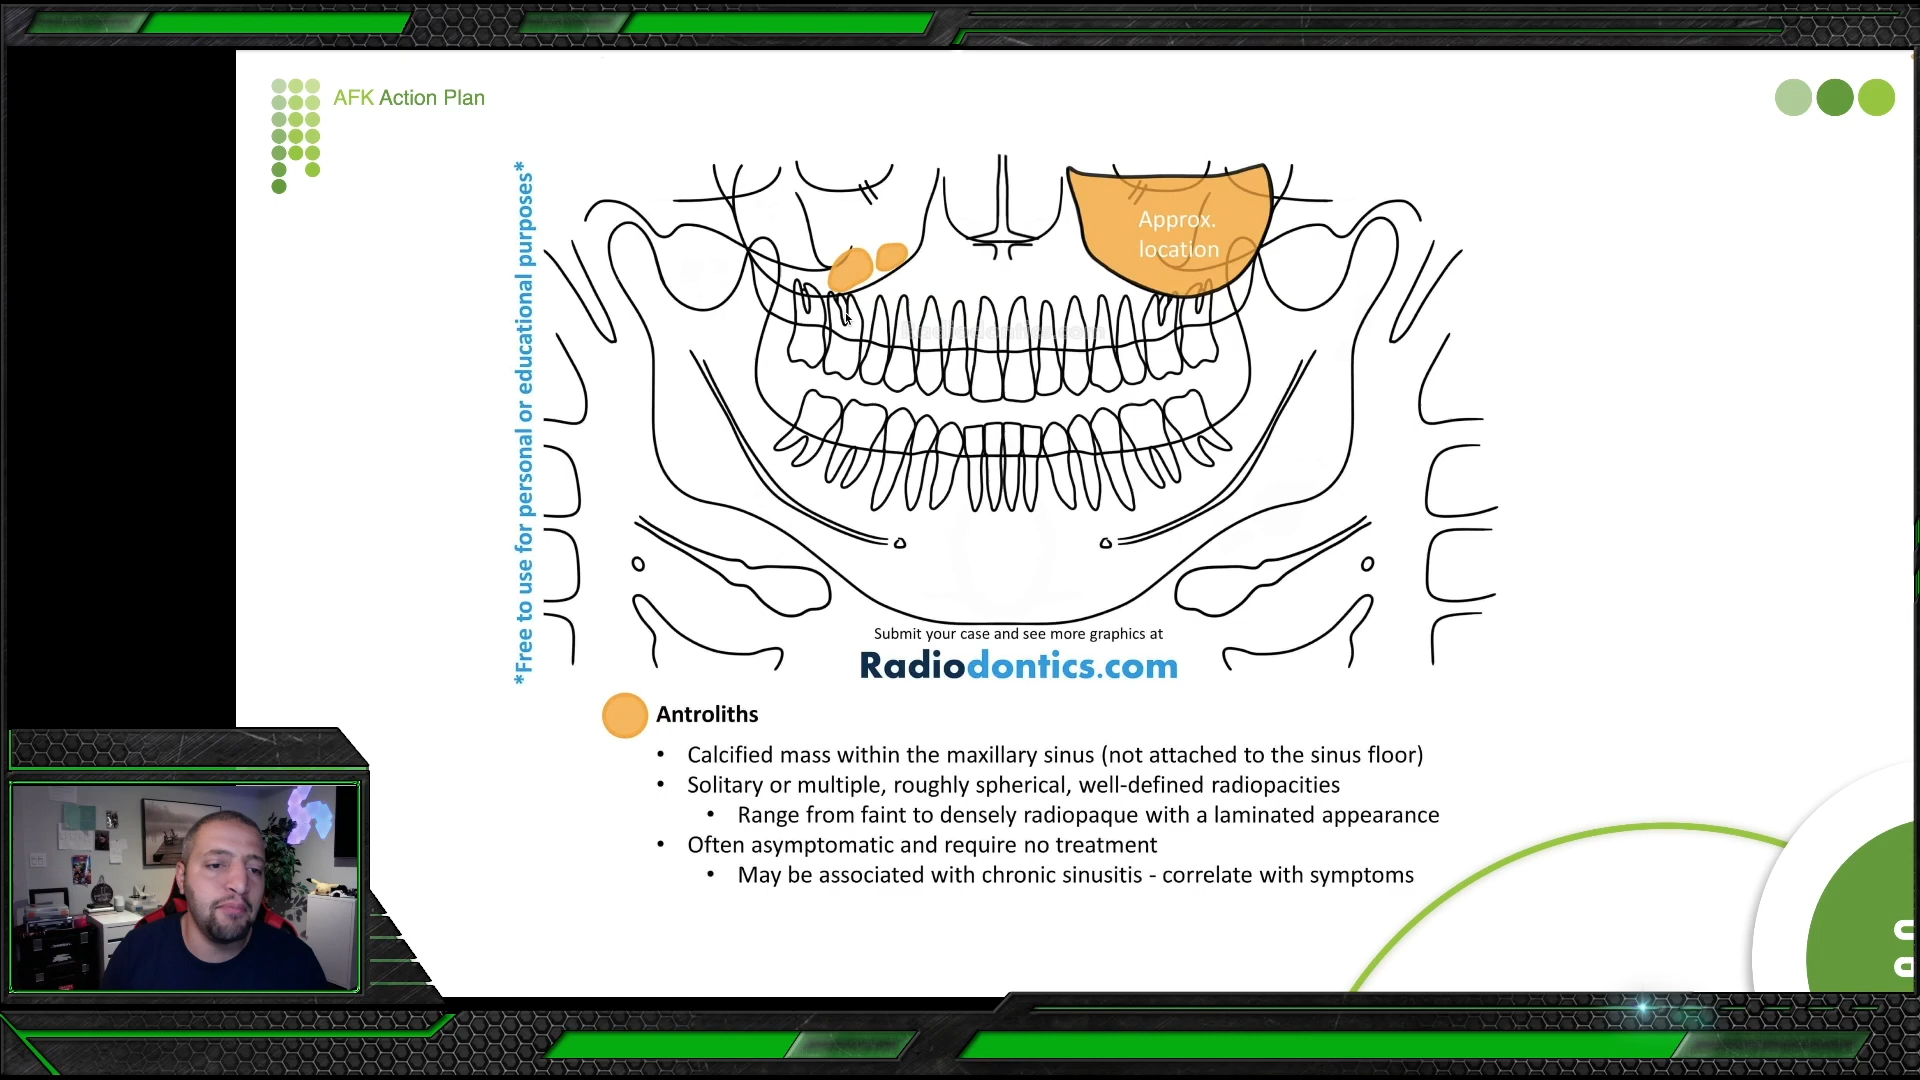 AFK Action Plan
*Free to use for personal or educational purposes*
Approx.
location
Radiodontics.com
Submit your case and see more graphics at
Radiodontics.com
Antroliths
• Calcified mass within the maxillary sinus (not attached to the sinus floor)
• Solitary or multiple, roughly spherical, well-defined radiopacities
• Range from faint to densely radiopaque with a laminated appearance
• Often asymptomatic and require no treatment
• May be associated with chronic sinusitis - correlate with symptoms